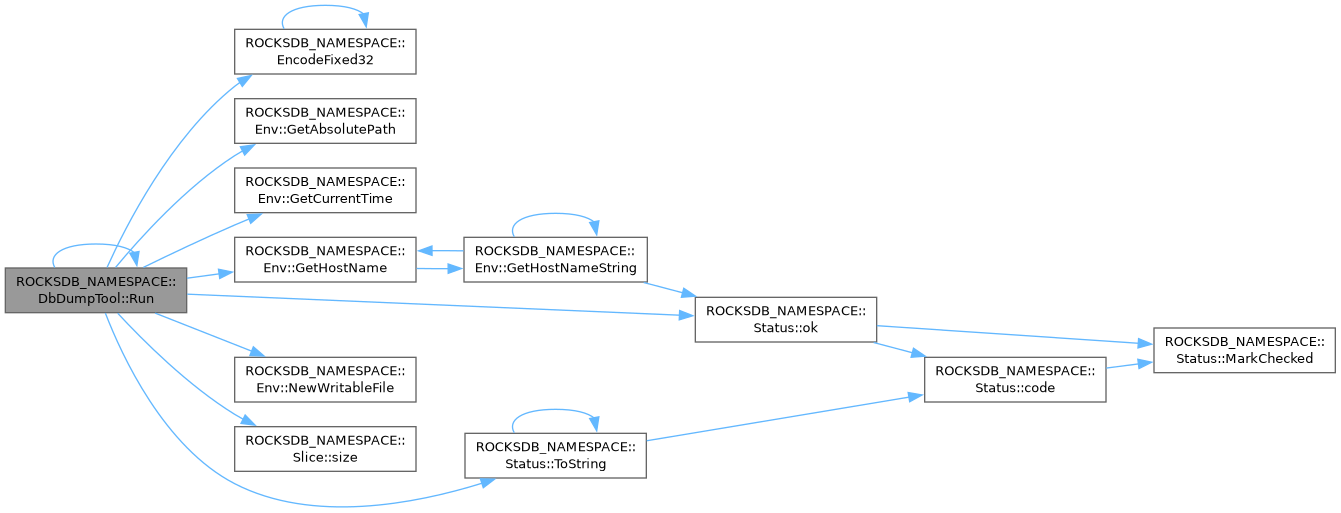 ROCKSDB_NAMESPACE::
DbDumpTool::Run
ROCKSDB_NAMESPACE::
EncodeFixed32
ROCKSDB_NAMESPACE::
Env::GetAbsolutePath
ROCKSDB_NAMESPACE::
Env::GetCurrentTime
ROCKSDB_NAMESPACE::
Env::GetHostName
ROCKSDB_NAMESPACE::
Env::GetHostNameString
ROCKSDB_NAMESPACE::
Status::ok
ROCKSDB_NAMESPACE::
Status::code
ROCKSDB_NAMESPACE::
Status::MarkChecked
ROCKSDB_NAMESPACE::
Env::NewWritableFile
ROCKSDB_NAMESPACE::
Slice::size
ROCKSDB_NAMESPACE::
Status::ToString